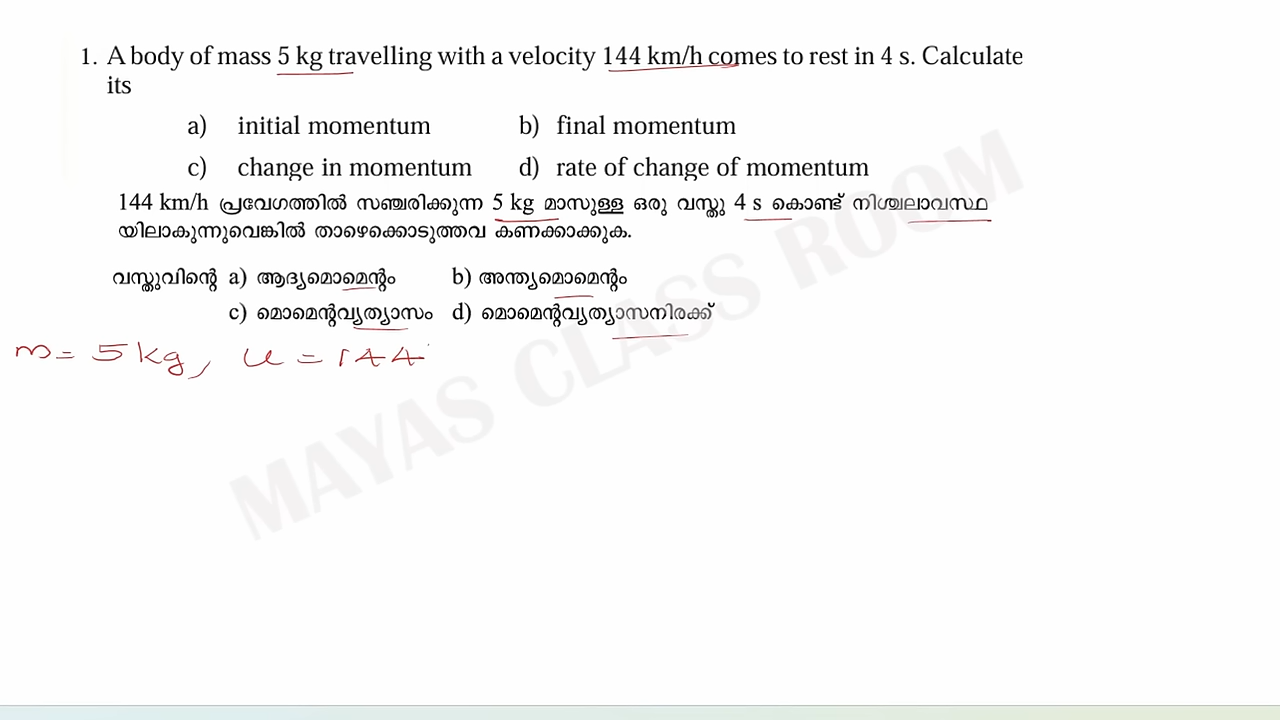 1. A body of mass 5 kg travelling with a velocity 144 km/h comes to rest in 4 s. Calculate
its
a) initial momentum b) final momentum
c) change in momentum d) rate of change of momentum
144 km/h പ്രവേഗത്തിൽ സഞ്ചരിക്കുന്ന 5 kg മാസുള്ള ഒരു വസ്തു 4 s കൊണ്ട് നിശ്ചലാവസ്ഥ
യിലാകുന്നുവെങ്കിൽ താഴെക്കൊടുത്തവ കണക്കാക്കുക.
വസ്തുവിന്റെ a) ആദ്യമൊമെന്റം b) അന്ത്യമൊമെന്റം
c) മൊമെന്റവ്യത്യാസം d) മൊമെന്റവ്യത്യാസനിരക്ക്
m = 5 kg, u = 144
MAYAS CLASS ROOM